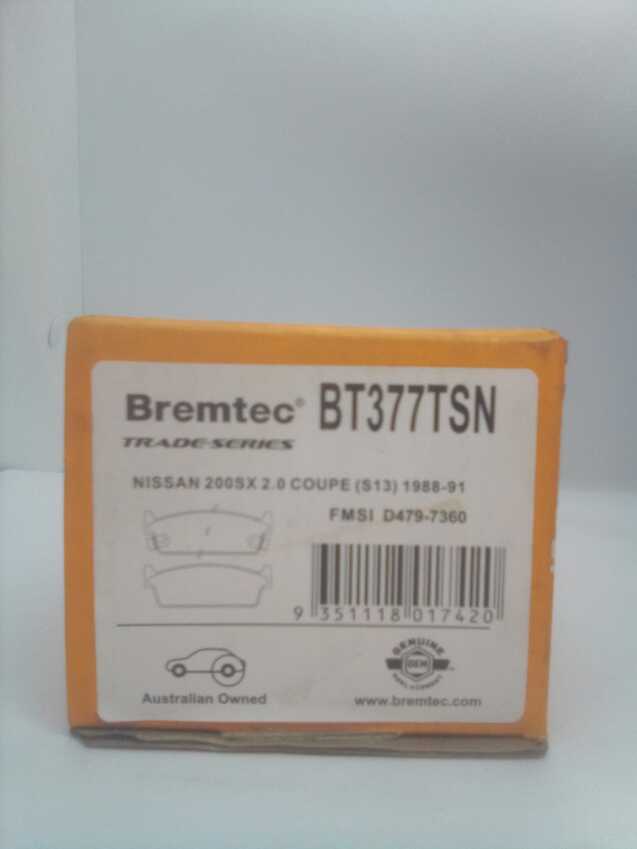 Bremtec® BT377TSN
TRADE-SERIES
NISSAN 200SX 2.0 COUPE (S13) 1988-91
FMSI D479-7360
9 351118 017420
GENUINE
OEM
Australian Owned
www.bremtec.com